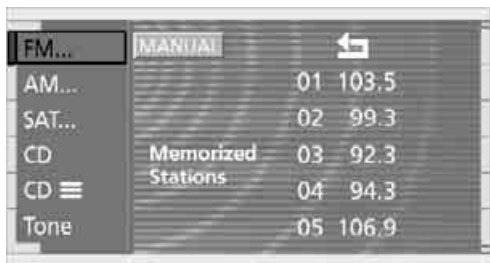 FM... MANUAL
AM... 01 103.5
SAT... 02 99.3
CD Memorized 03 92.3
Stations
CD 04 94.3
Tone 05 106.9